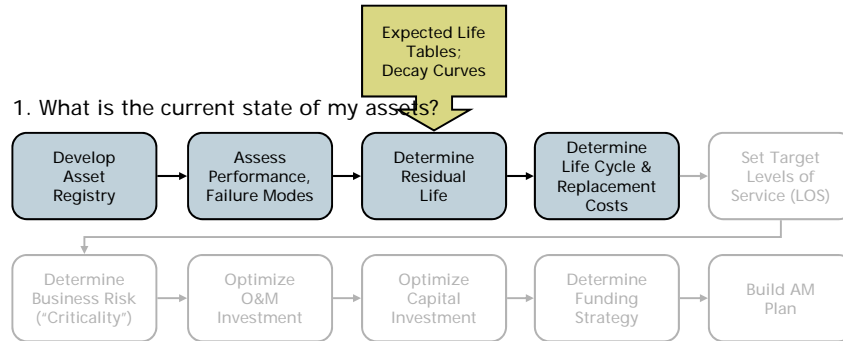 Expected Life
Tables;
Decay Curves
1. What is the current state of my assets?
Develop
Asset
Registry
Assess
Performance,
Failure Modes
Determine
Residual
Life
Determine
Life Cycle &
Replacement
Costs
Set Target
Levels of
Service (LOS)
Determine
Business Risk
("Criticality")
Optimize
O&M
Investment
Optimize
Capital
Investment
Determine
Funding
Strategy
Build AM
Plan